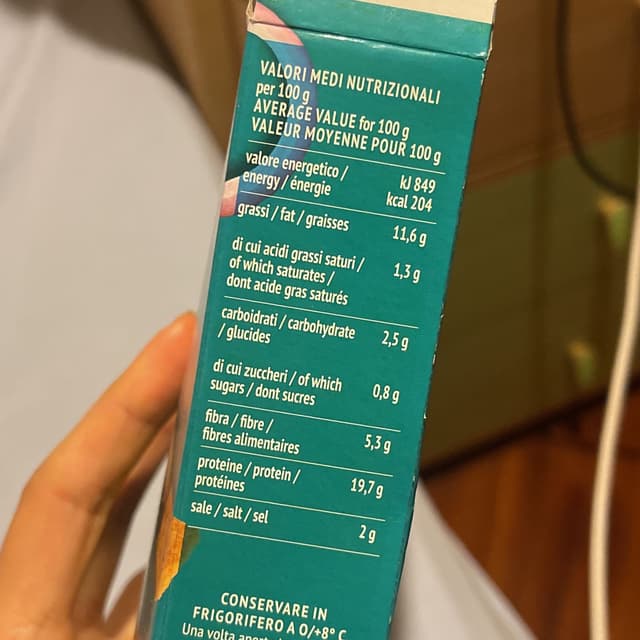 VALORI MEDI NUTRIZIONALI
per 100 g
AVERAGE VALUE for 100 g
VALEUR MOYENNE POUR 100 g
valore energetico / kJ 849
energy / énergie kcal 204
grassi / fat / graisses 11,6 g
di cui acidi grassi saturi / 1,3 g
of which saturates /
dont acide gras saturés
carboidrati / carbohydrate 2,5 g
/ glucides
di cui zuccheri / of which 0,8 g
sugars / dont sucres
fibra / fibre / 5,3 g
fibres alimentaires
proteine / protein / 19,7 g
protéines
sale / salt / sel 2 g
CONSERVARE IN
FRIGORIFERO A 0/+8° C
Una volta